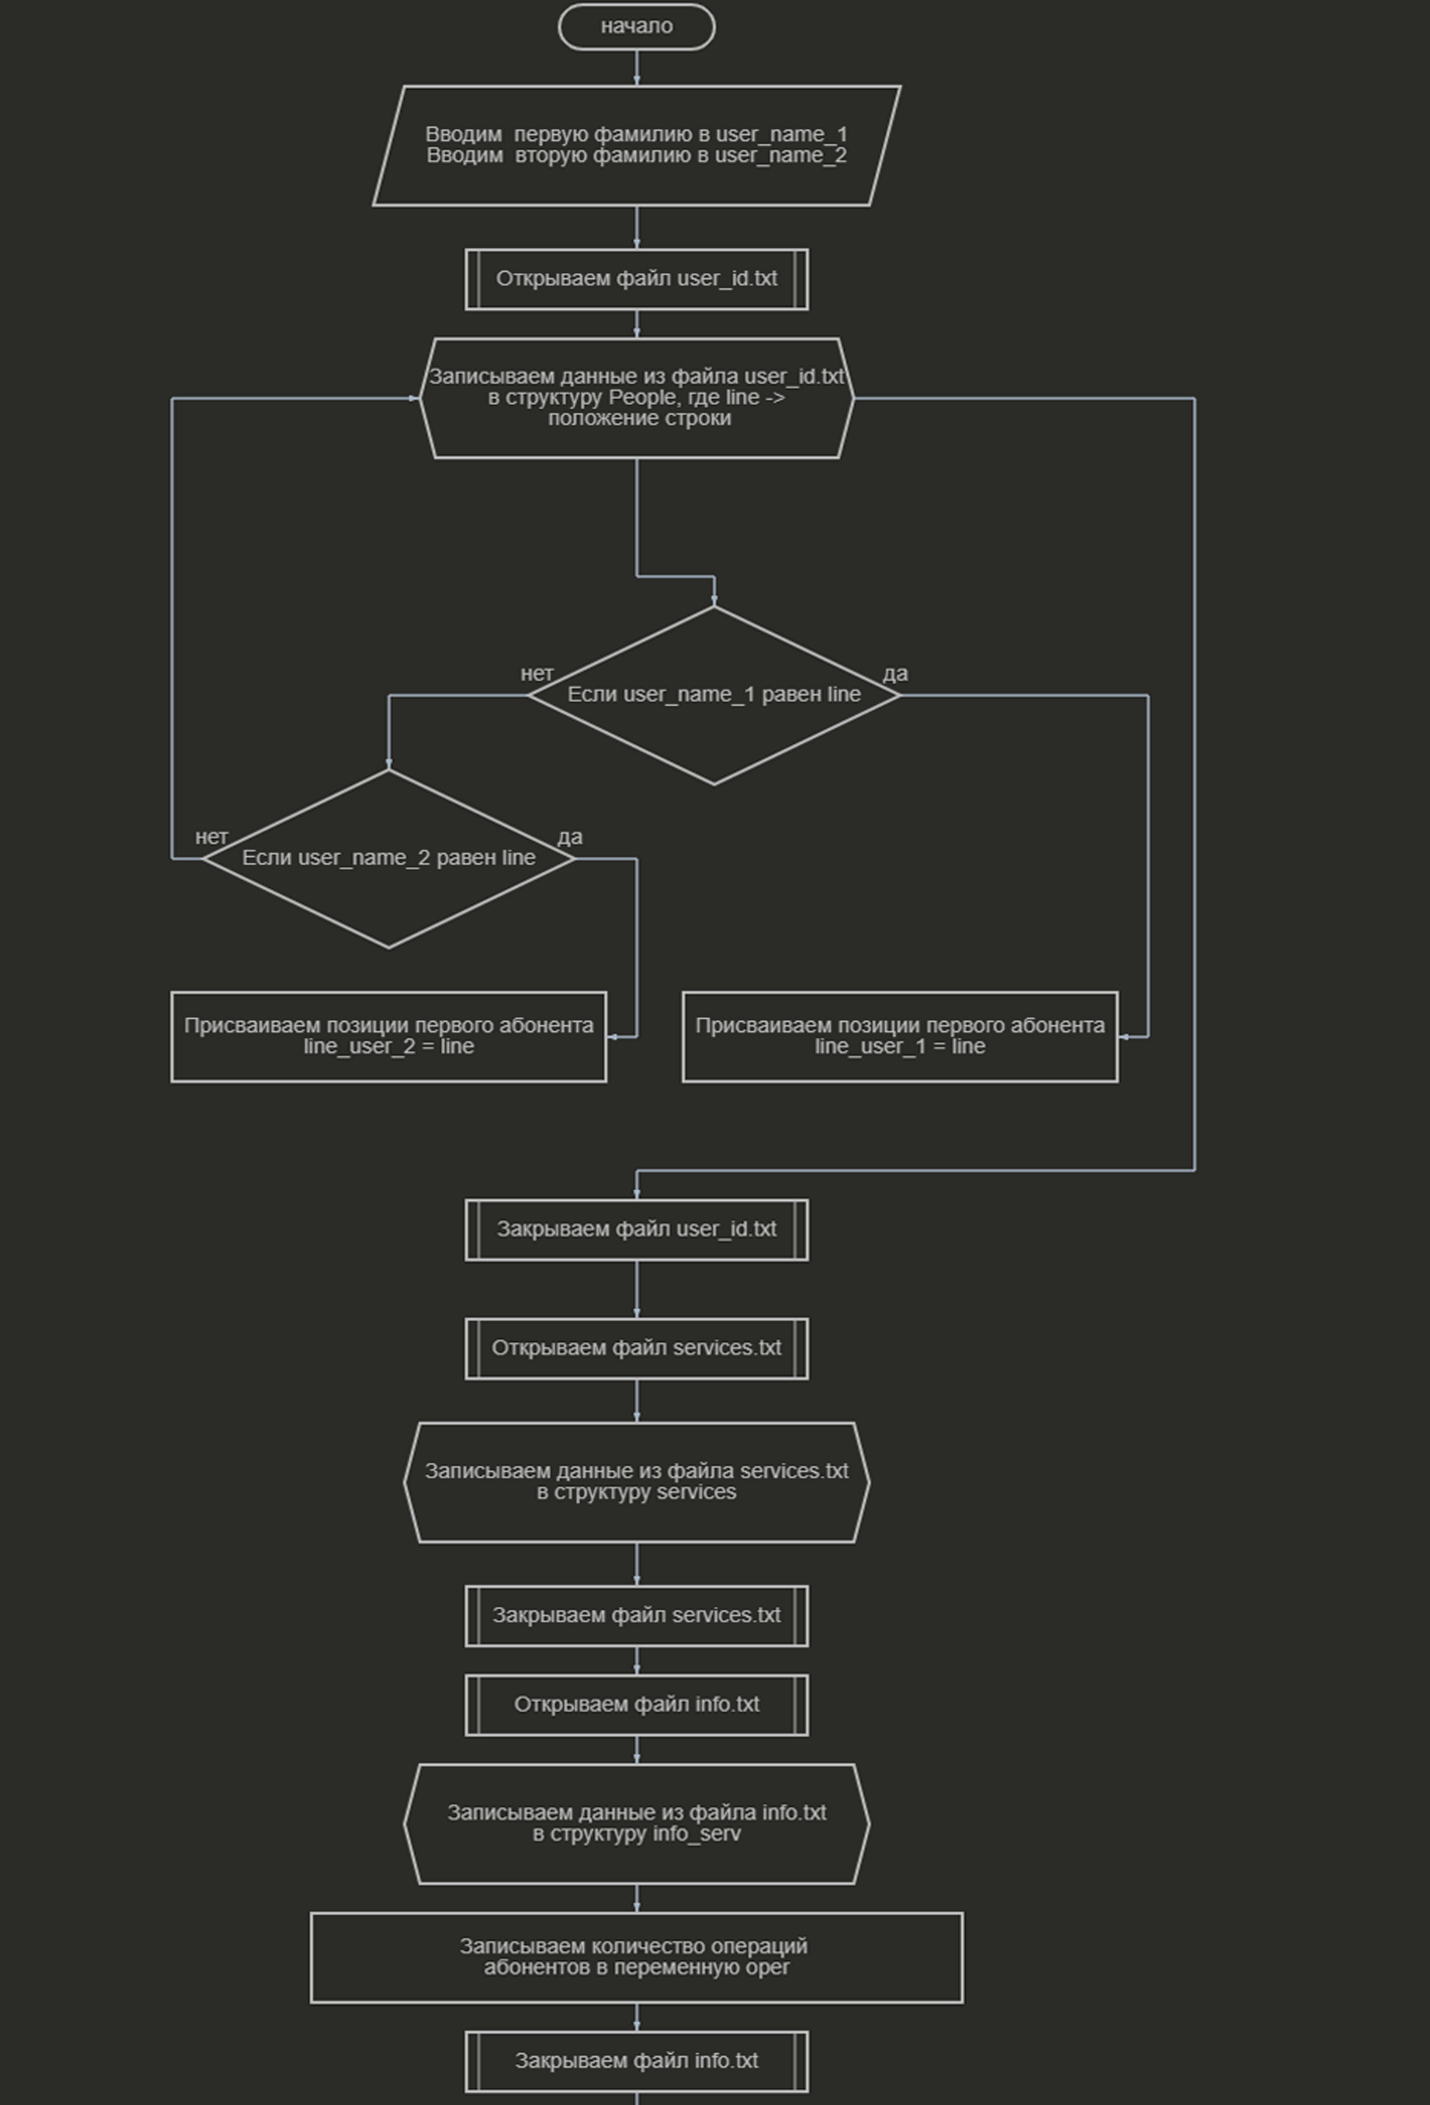 начало
Вводим первую фамилию в user_name_1
Вводим вторую фамилию в user_name_2
Открываем файл user_id.txt
Записываем данные из файла user_id.txt
в структуру People, где line ->
положение строки
нет
да
Если user_name_1 равен line
нет
да
Если user_name_2 равен line
Присваиваем позиции первого абонента
line_user_2 = line
Присваиваем позиции первого абонента
line_user_1 = line
Закрываем файл user_id.txt
Открываем файл services.txt
Записываем данные из файла services.txt
в структуру services
Закрываем файл services.txt
Открываем файл info.txt
Записываем данные из файла info.txt
в структуру info_serv
Записываем количество операций
абонентов в переменную oper
Закрываем файл info.txt